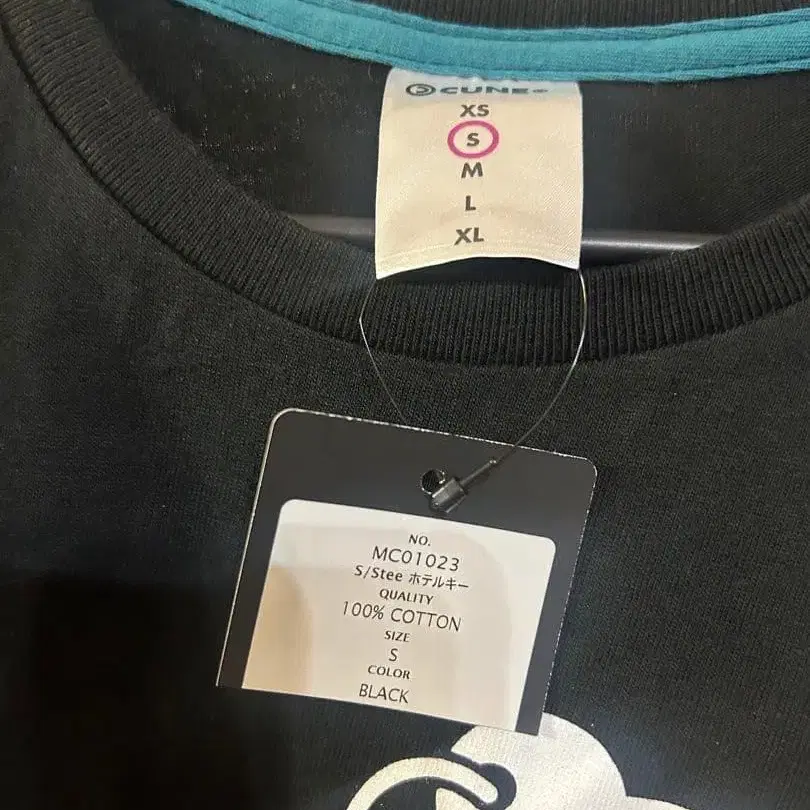 CUNE
XS
S
M
L
XL
NO.
MC01023
S/Stee ホテルキー
QUALITY
100% COTTON
SIZE
S
COLOR
BLACK